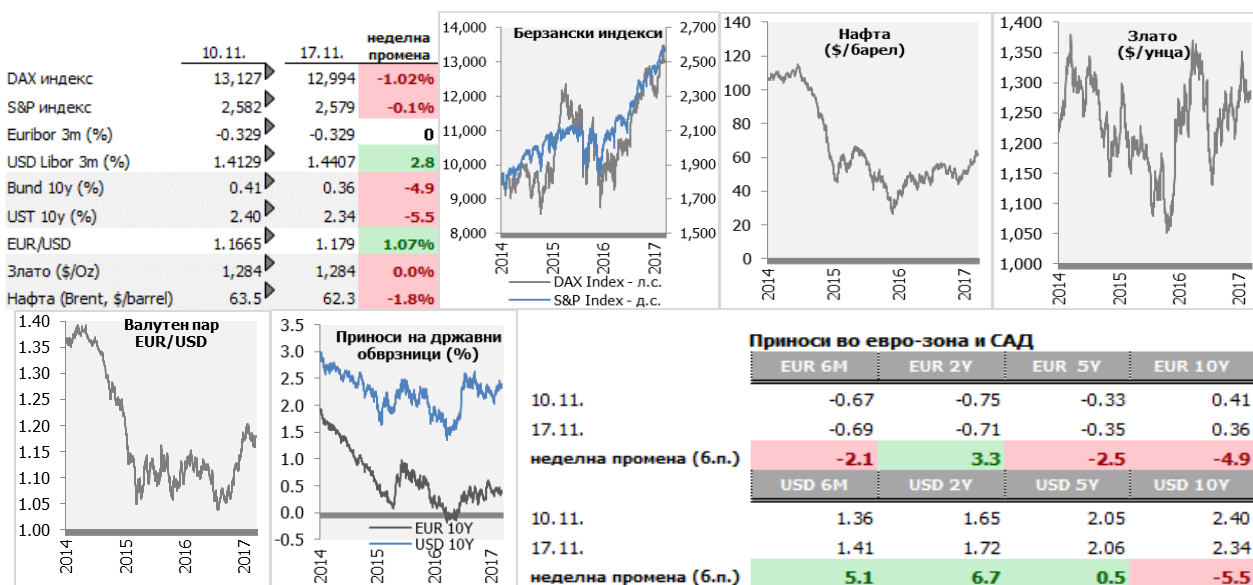 неделна
10.11. 17.11. промена
DAX индекс 13,127 12,994 -1.02%
S&P индекс 2,582 2,579 -0.1%
Euribor 3m (%) -0.329 -0.329 0
USD Libor 3m (%) 1.4129 1.4407 2.8
Bund 10y (%) 0.41 0.36 -4.9
UST 10y (%) 2.40 2.34 -5.5
EUR/USD 1.1665 1.179 1.07%
Злато ($/Oz) 1,284 1,284 0.0%
Нафта (Brent, $/barrel) 63.5 62.3 -1.8%
Берзански индекси
14,000
13,000
12,000
11,000
10,000
9,000
8,000
2,700
2,500
2,300
2,100
1,900
1,700
1,500
2014 2015 2016 2017
DAX Index - л.с.
S&P Index - д.с.
Нафта
($/барел)
140
120
100
80
60
40
20
0
2014 2015 2016 2017
Злато
($/унца)
1,400
1,350
1,300
1,250
1,200
1,150
1,100
1,050
1,000
2014 2015 2016 2017
Валутен пар
EUR/USD
1.40
1.35
1.30
1.25
1.20
1.15
1.10
1.05
1.00
2014 2015 2016 2017
Приноси на државни
обврзници (%)
3.5
3.0
2.5
2.0
1.5
1.0
0.5
0.0
-0.5
EUR 10Y
USD 10Y
2014 2015 2016 2017
Приноси во евро-зона и САД
EUR 6M EUR 2Y EUR 5Y EUR 10Y
10.11. -0.67 -0.75 -0.33 0.41
17.11. -0.69 -0.71 -0.35 0.36
неделна промена (б.п.) -2.1 3.3 -2.5 -4.9
USD 6M USD 2Y USD 5Y USD 10Y
10.11. 1.36 1.65 2.05 2.40
17.11. 1.41 1.72 2.06 2.34
неделна промена (б.п.) 5.1 6.7 0.5 -5.5